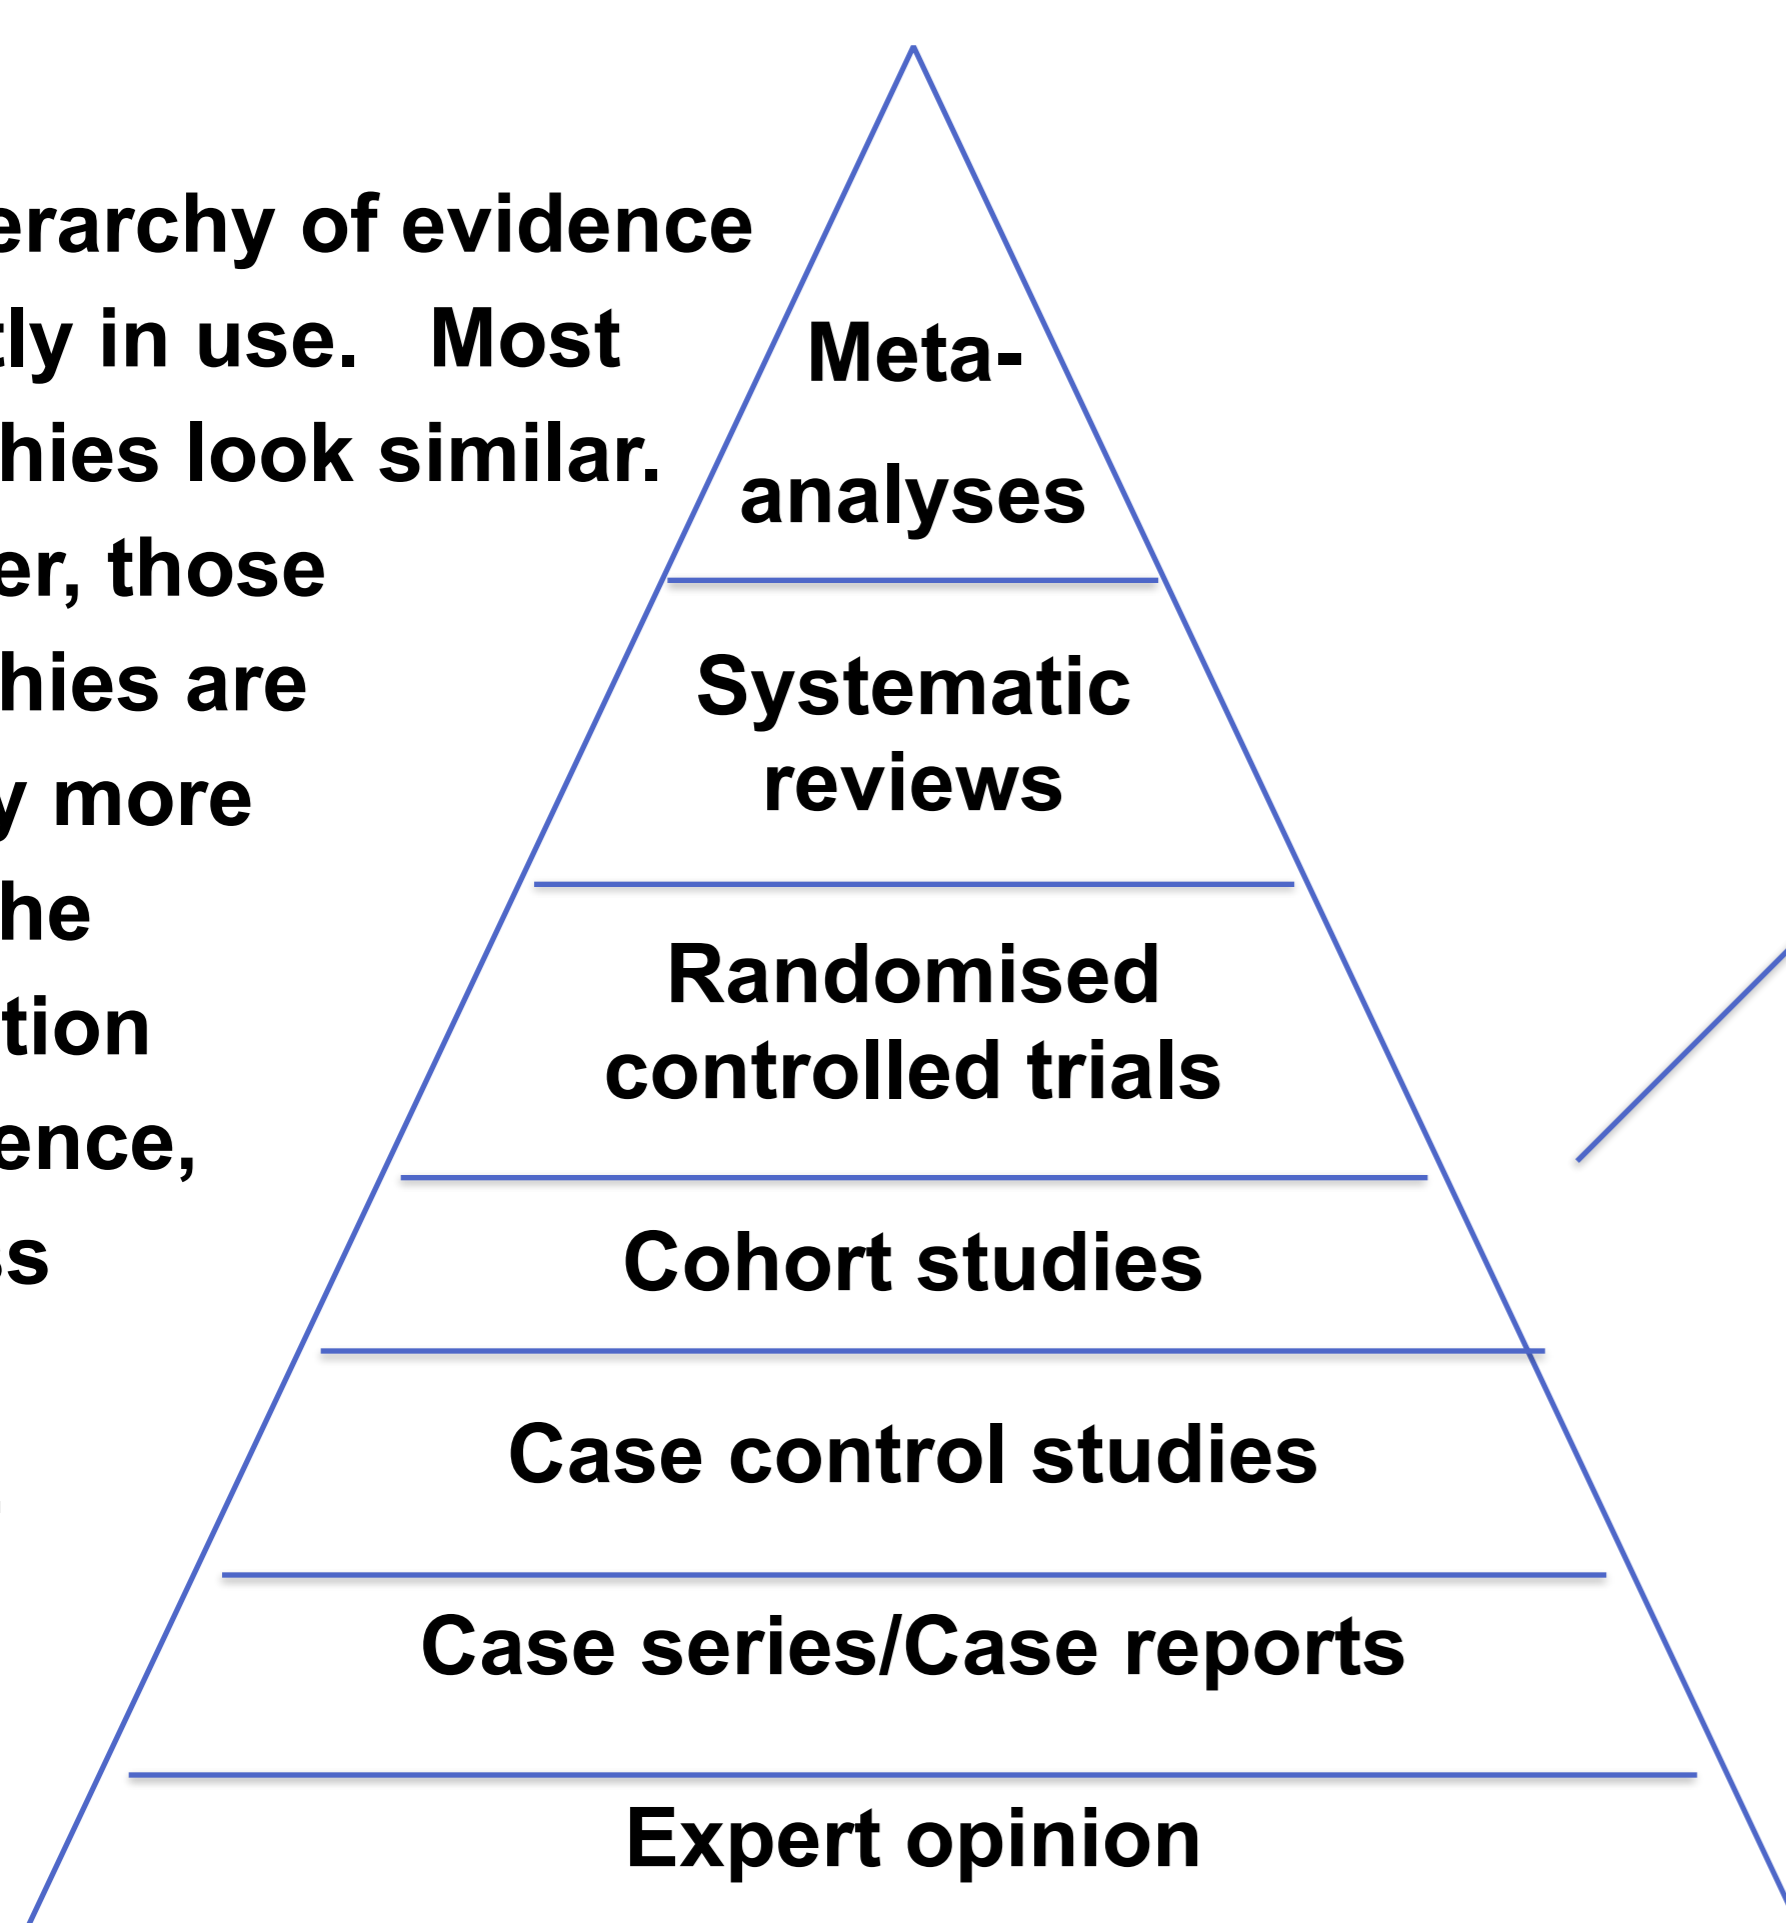 erarchy of evidence
tly in use. Most
hies look similar.
er, those
hies are
y more
he
tion
ence,
ss
Meta-
analyses
Systematic
reviews
Randomised
controlled trials
Cohort studies
Case control studies
Case series/Case reports
Expert opinion